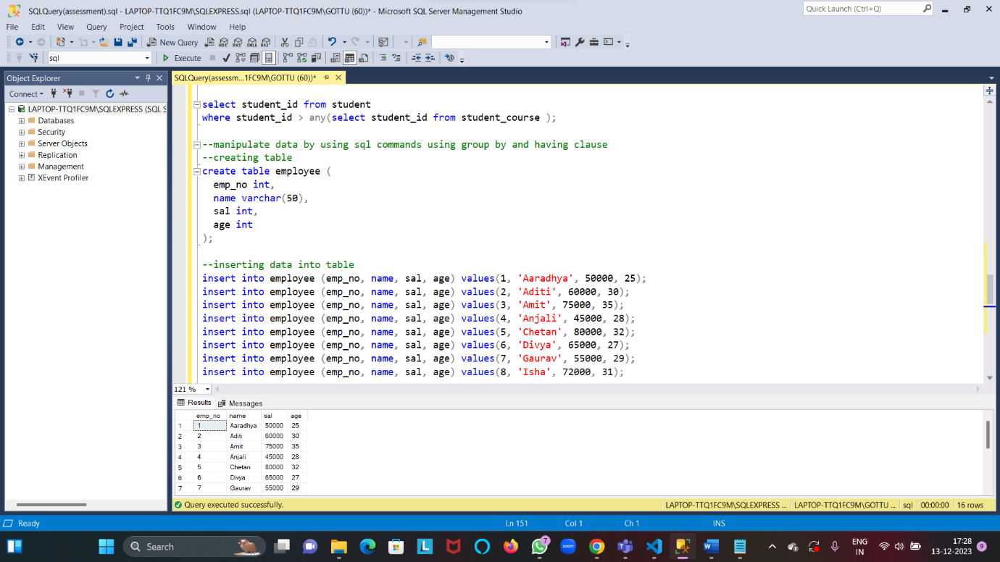 SQLQuery(assessment).sql - LAPTOP-TTQ1FC9M\SQLEXPRESS.sql (LAPTOP-TTQ1FC9M\GOTTU (60))* - Microsoft SQL Server Management Studio
Quick Launch (Ctrl+Q)
File Edit View Query Project Tools Window Help
New Query
sql Execute
Object Explorer
SQLQuery(assessm...1FC9M\GOTTU (60))*
Connect
LAPTOP-TTQ1FC9M\SQLEXPRESS (SQL S
Databases
Security
Server Objects
Replication
Management
XEvent Profiler
select student_id from student
where student_id > any(select student_id from student_course );
--manipulate data by using sql commands using group by and having clause
--creating table
create table employee (
emp_no int,
name varchar(50),
sal int,
age int
);
--inserting data into table
insert into employee (emp_no, name, sal, age) values(1, 'Aaradhya', 50000, 25);
insert into employee (emp_no, name, sal, age) values(2, 'Aditi', 60000, 30);
insert into employee (emp_no, name, sal, age) values(3, 'Amit', 75000, 35);
insert into employee (emp_no, name, sal, age) values(4, 'Anjali', 45000, 28);
insert into employee (emp_no, name, sal, age) values(5, 'Chetan', 80000, 32);
insert into employee (emp_no, name, sal, age) values(6, 'Divya', 65000, 27);
insert into employee (emp_no, name, sal, age) values(7, 'Gaurav', 55000, 29);
insert into employee (emp_no, name, sal, age) values(8, 'Isha', 72000, 31);
121 %
Results Messages
emp_no name sal age
1 1 Aaradhya 50000 25
2 2 Aditi 60000 30
3 3 Amit 75000 35
4 4 Anjali 45000 28
5 5 Chetan 80000 32
6 6 Divya 65000 27
7 7 Gaurav 55000 29
Query executed successfully. LAPTOP-TTQ1FC9M\SQLEXPRESS ... LAPTOP-TTQ1FC9M\GOTTU ... sql 00:00:00 16 rows
Ready Ln 151 Col 1 Ch 1 INS
Search
7
zoom
ENG
IN
17:28
13-12-2023
9